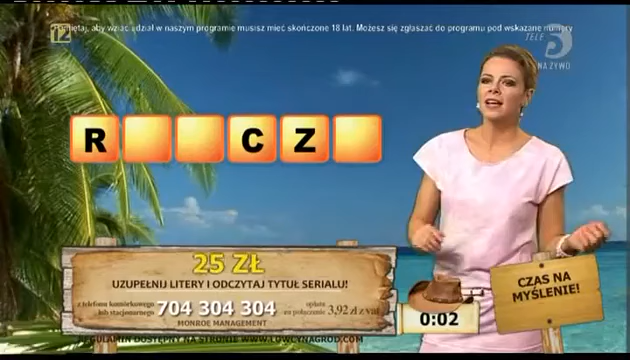 Pamiętaj, aby wziąć udział w naszym programie musisz mieć skończone 18 lat. Możesz się zgłaszać do programu pod wskazane numery
12
TELE 5
NA ŻYWO
R C Z
25 ZŁ
UZUPEŁNIJ LITERY I ODCZYTAJ TYTUŁ SERIALU!
z telefonu komórkowego
lub stacjonarnego 704 304 304 opłata za połączenie 3,92 zł z vat
MONROE MANAGEMENT
0:02
CZAS NA
MYŚLENIE!
REGULAMIN DOSTĘPNY NA STRONIE WWW.LOWCYNAGROD.COM